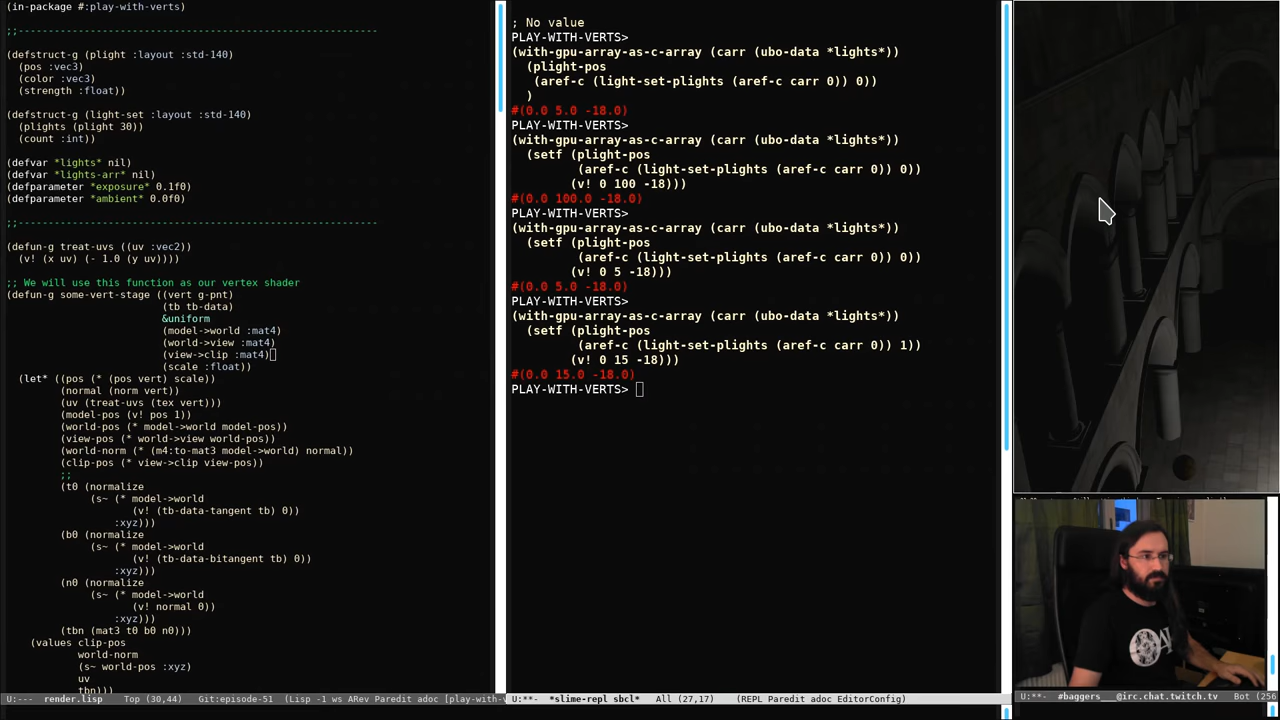 (in-package #:play-with-verts)
;;------------------------------------------------------------
(defstruct-g (plight :layout :std-140)
  (pos :vec3)
  (color :vec3)
  (strength :float))
(defstruct-g (light-set :layout :std-140)
  (plights (plight 30))
  (count :int))
(defvar *lights* nil)
(defvar *lights-arr* nil)
(defparameter *exposure* 0.1f0)
(defparameter *ambient* 0.0f0)
;;------------------------------------------------------------
(defun-g treat-uvs ((uv :vec2))
  (v! (x uv) (- 1.0 (y uv))))
;; We will use this function as our vertex shader
(defun-g some-vert-stage ((vert g-pnt)
                          (tb tb-data)
                          &uniform
                          (model->world :mat4)
                          (world->view :mat4)
                          (view->clip :mat4)
                          (scale :float))
  (let* ((pos (* (pos vert) scale))
         (normal (norm vert))
         (uv (treat-uvs (tex vert)))
         (model-pos (v! pos 1))
         (world-pos (* model->world model-pos))
         (view-pos (* world->view world-pos))
         (world-norm (* (m4:to-mat3 model->world) normal))
         (clip-pos (* view->clip view-pos))
         ;;
         (t0 (normalize
              (s~ (* model->world
                     (v! (tb-data-tangent tb) 0))
                  :xyz)))
         (b0 (normalize
              (s~ (* model->world
                     (v! (tb-data-bitangent tb) 0))
                  :xyz)))
         (n0 (normalize
              (s~ (* model->world
                     (v! normal 0))
                  :xyz)))
         (tbn (mat3 t0 b0 n0)))
    (values clip-pos
            world-norm
            (s~ world-pos :xyz)
            uv
            tbn)))
U:---  render.lisp    Top (30,44)    Git:episode-51  (Lisp -1 ws ARev Paredit adoc [play-with-
; No value
PLAY-WITH-VERTS>
(with-gpu-array-as-c-array (carr (ubo-data *lights*))
  (plight-pos
   (aref-c (light-set-plights (aref-c carr 0)) 0))
  )
#(0.0 5.0 -18.0)
PLAY-WITH-VERTS>
(with-gpu-array-as-c-array (carr (ubo-data *lights*))
  (setf (plight-pos
         (aref-c (light-set-plights (aref-c carr 0)) 0))
        (v! 0 100 -18)))
#(0.0 100.0 -18.0)
PLAY-WITH-VERTS>
(with-gpu-array-as-c-array (carr (ubo-data *lights*))
  (setf (plight-pos
         (aref-c (light-set-plights (aref-c carr 0)) 0))
        (v! 0 5 -18)))
#(0.0 5.0 -18.0)
PLAY-WITH-VERTS>
(with-gpu-array-as-c-array (carr (ubo-data *lights*))
  (setf (plight-pos
         (aref-c (light-set-plights (aref-c carr 0)) 1))
        (v! 0 15 -18)))
#(0.0 15.0 -18.0)
PLAY-WITH-VERTS>
U:**-  *slime-repl sbcl*   All (27,17)    (REPL Paredit adoc EditorConfig)
U:**-  #baggers___@irc.chat.twitch.tv   Bot (256